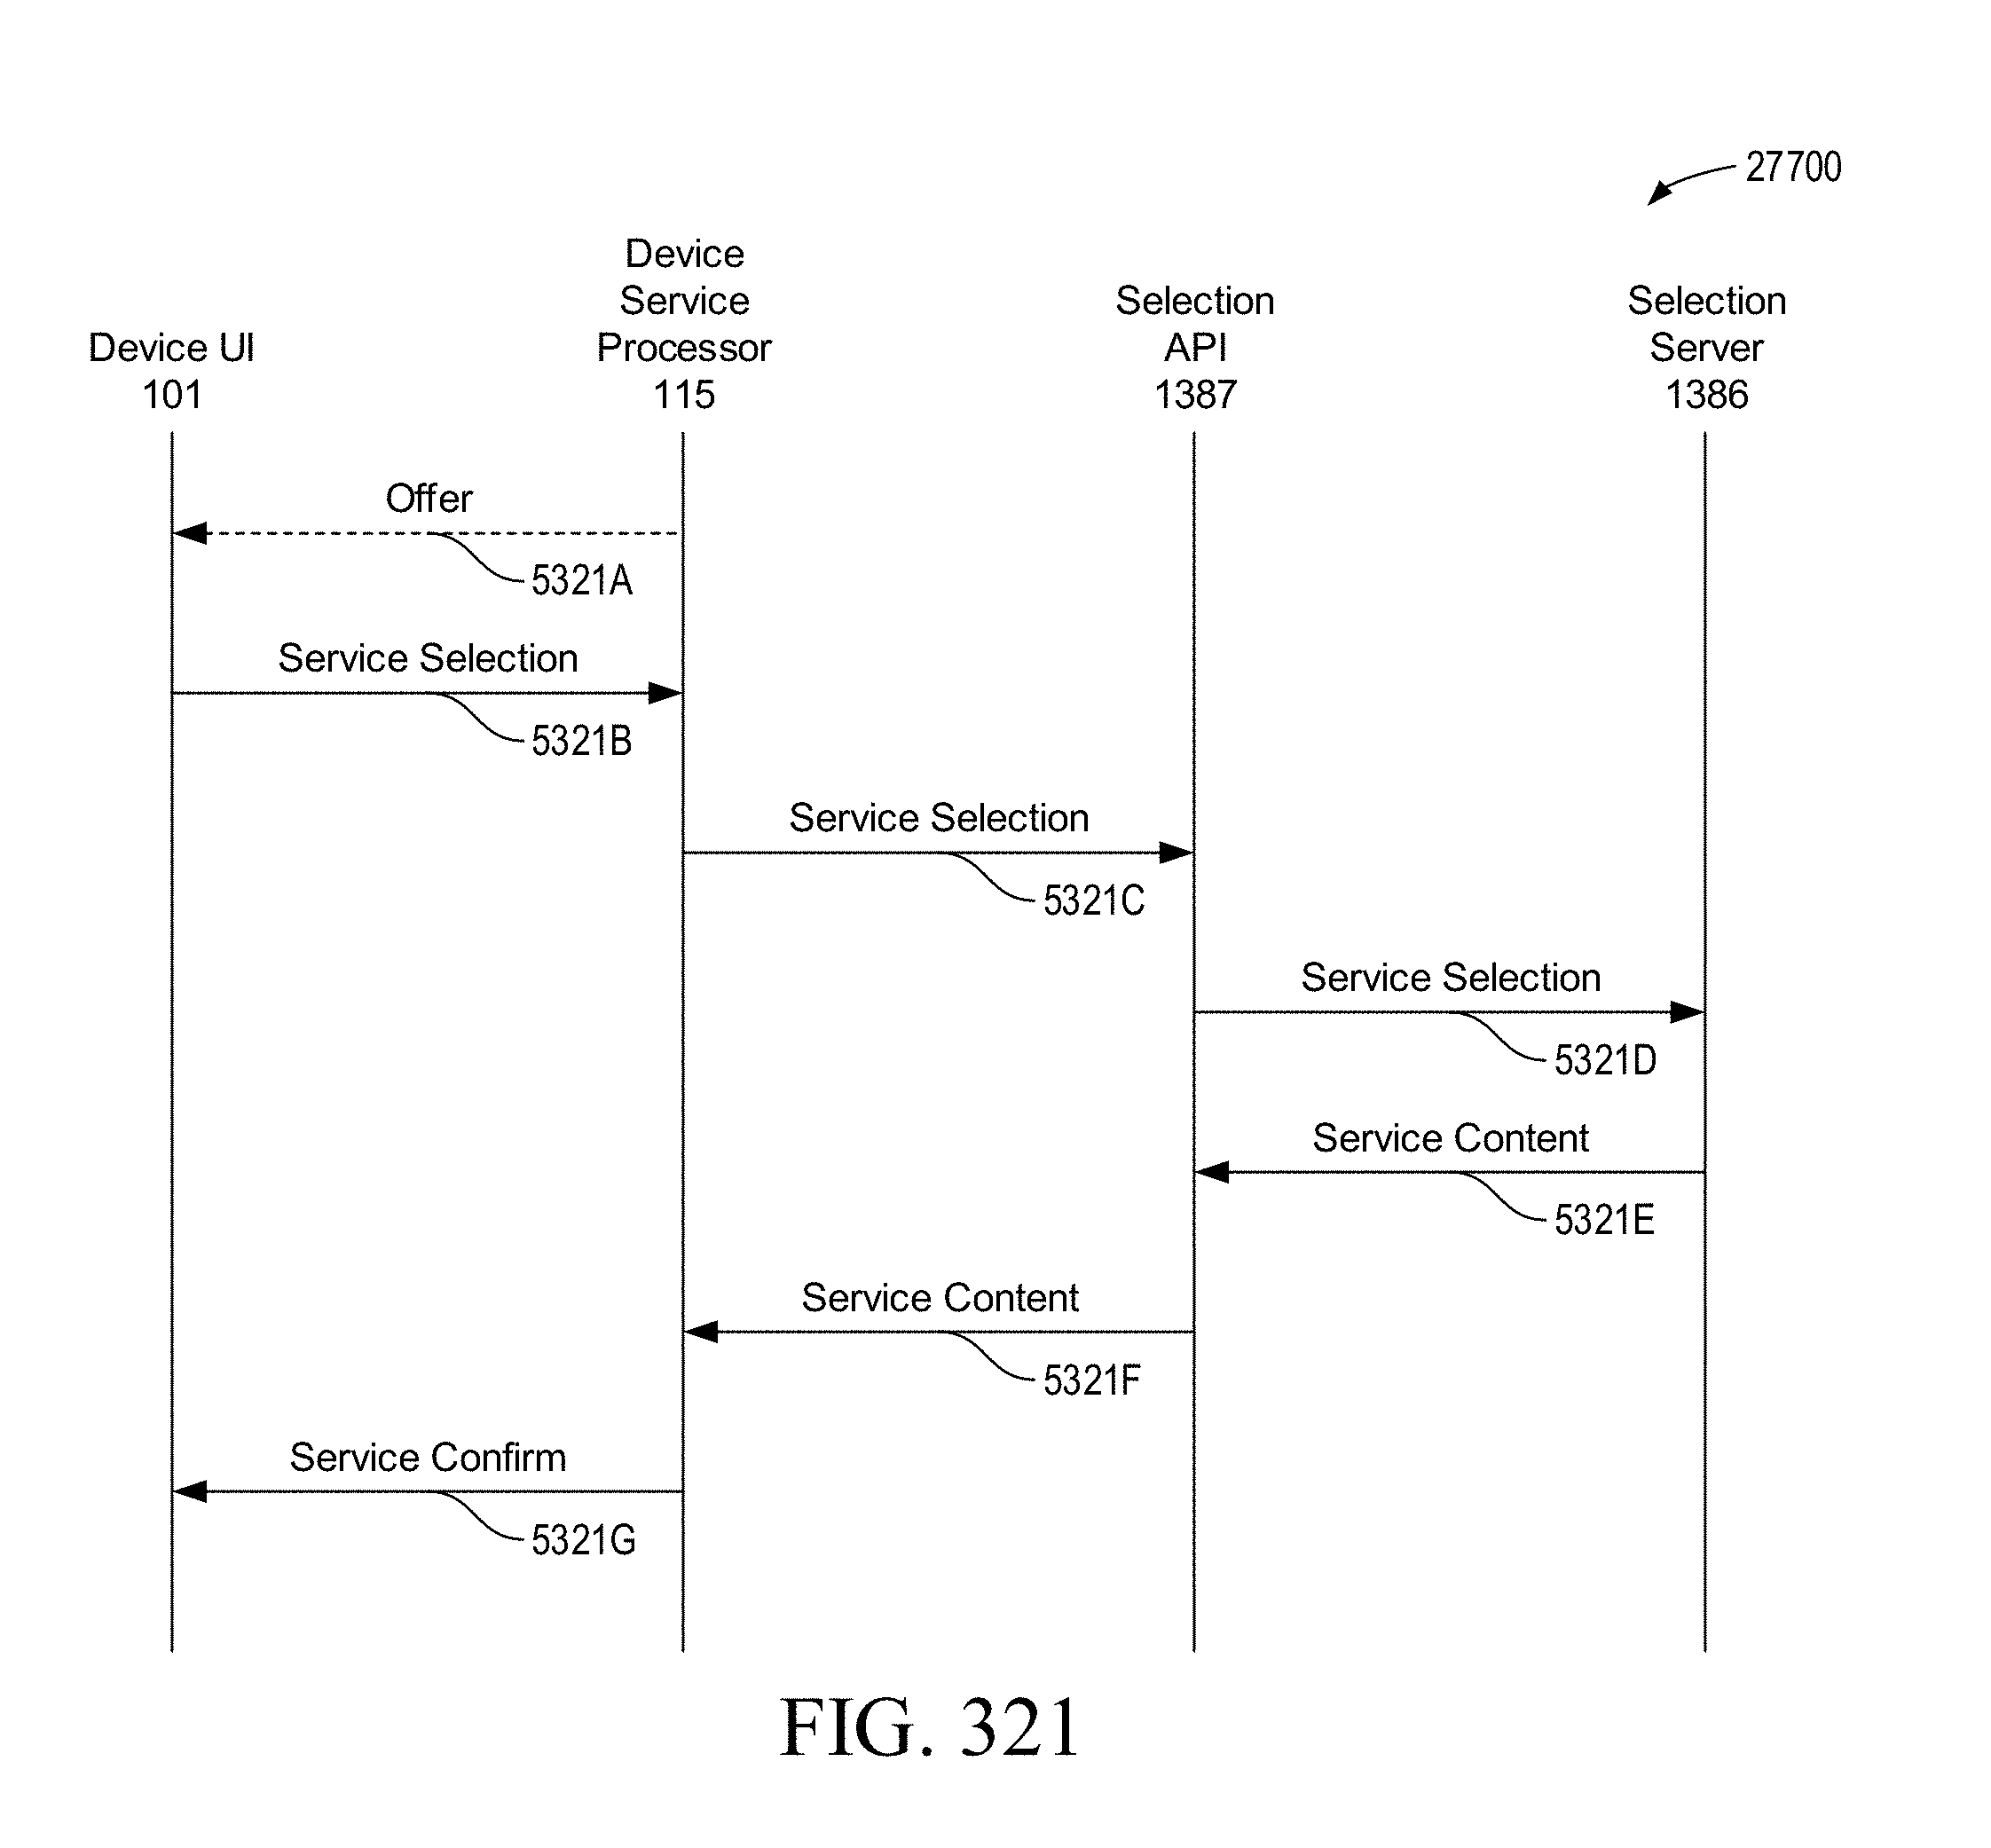 27700
Device UI
101
Device
Service
Processor
115
Selection
API
1387
Selection
Server
1386
Offer
5321A
Service Selection
5321B
Service Selection
5321C
Service Selection
5321D
Service Content
5321E
Service Content
5321F
Service Confirm
5321G
FIG. 321